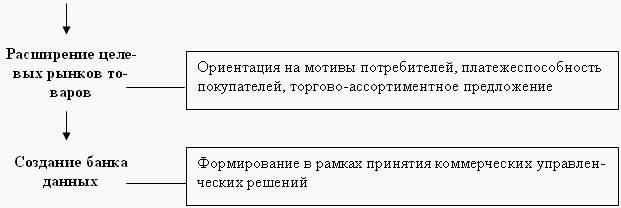 Расширение целе-
вых рынков то-
варов
Ориентация на мотивы потребителей, платежеспособность
покупателей, торгово-ассортиментное предложение
Создание банка
данных
Формирование в рамках принятия коммерческих управлен-
ческих решений